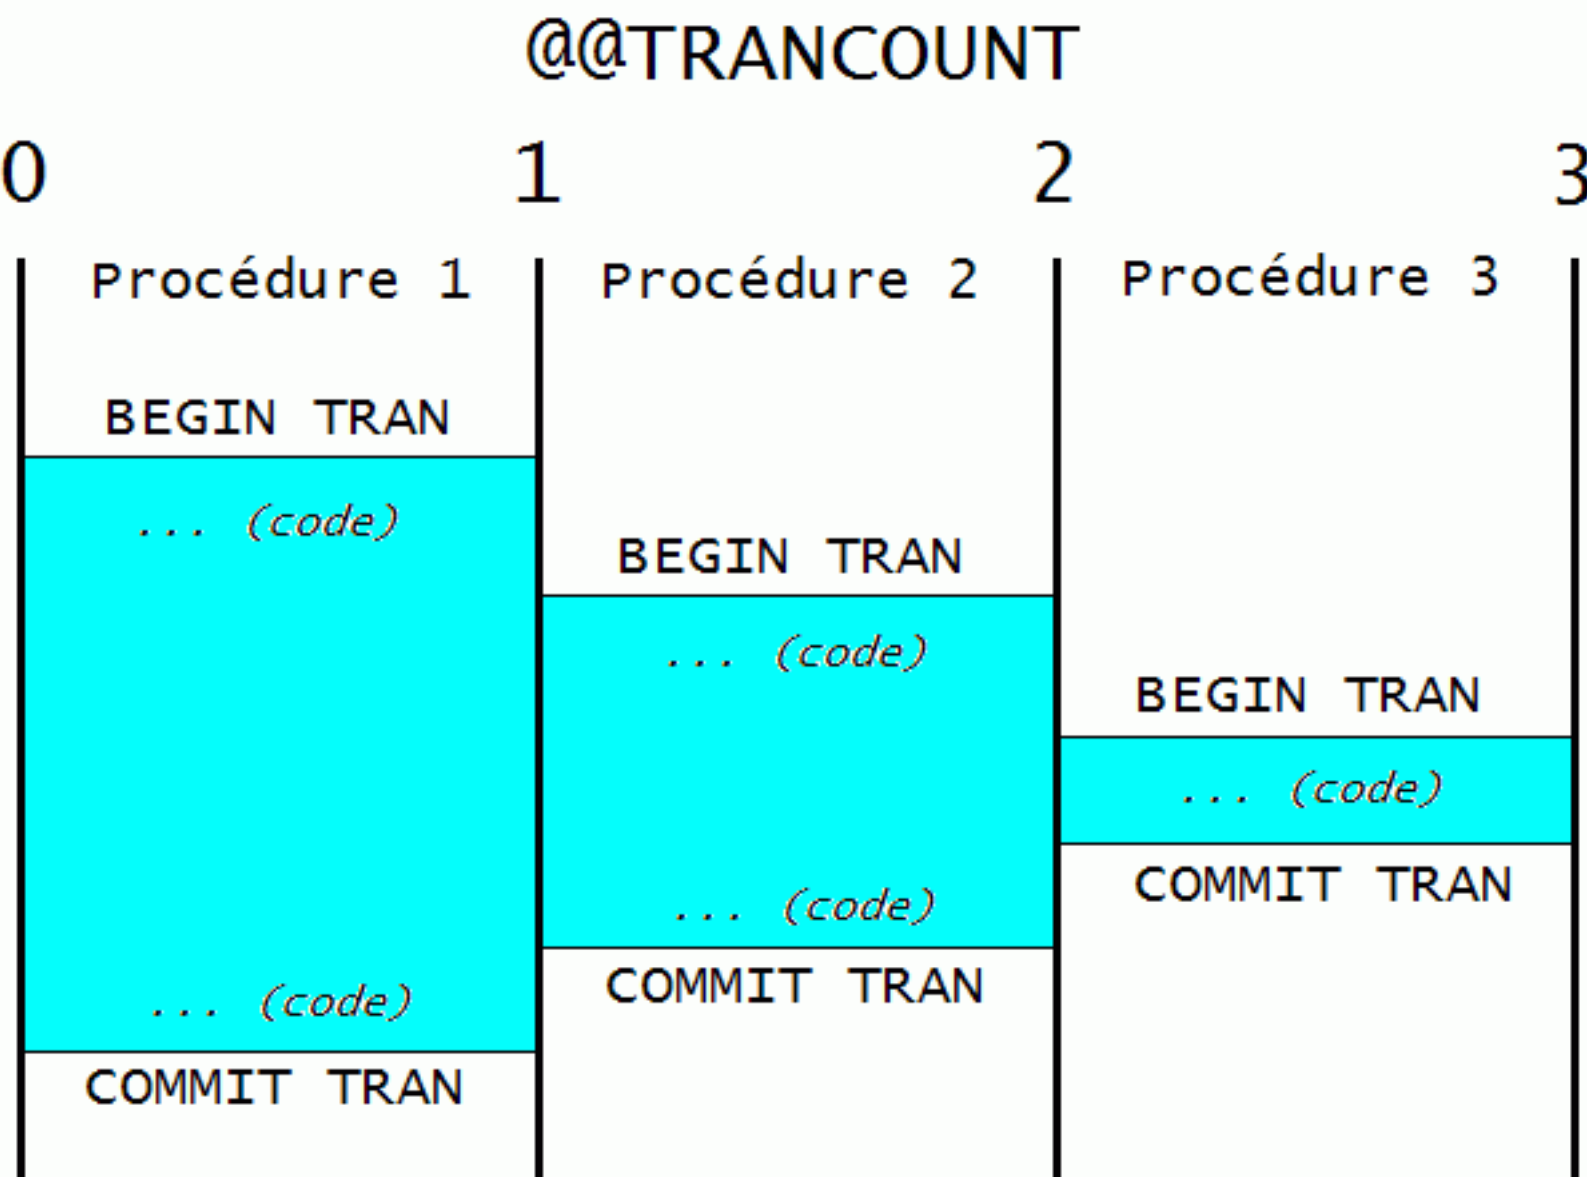 @@TRANCOUNT
0 1 2 3
Procédure 1 Procédure 2 Procédure 3
BEGIN TRAN
... (code)
BEGIN TRAN
... (code)
BEGIN TRAN
... (code)
COMMIT TRAN
... (code)
COMMIT TRAN
... (code)
COMMIT TRAN